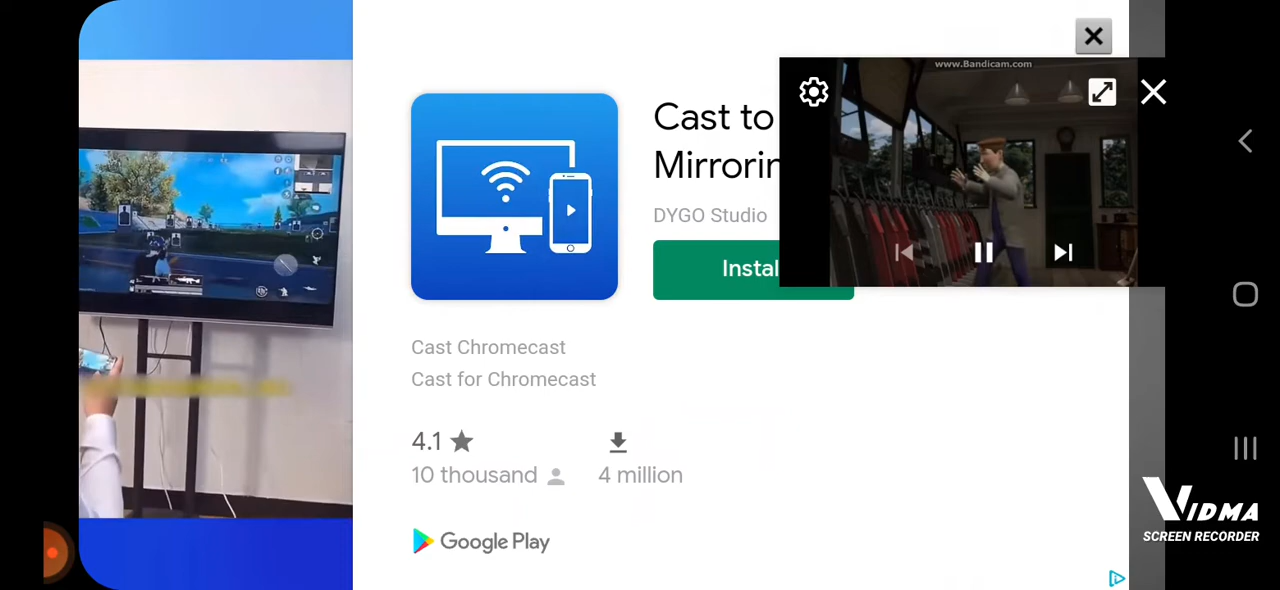 www.Bandicam.com
Cast to
Mirrorin
DYGO Studio
Instal
Cast Chromecast
Cast for Chromecast
4.1
10 thousand
4 million
Google Play
VIDMA
SCREEN RECORDER